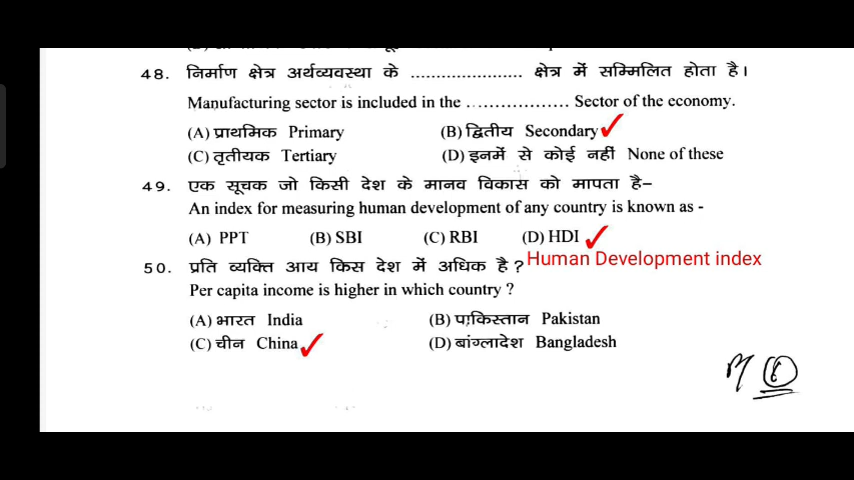 48. निर्माण क्षेत्र अर्थव्यवस्था के ...................... क्षेत्र में सम्मिलित होता है।
Manufacturing sector is included in the .................... Sector of the economy.
(A) प्राथमिक Primary (B) द्वितीय Secondary
(C) तृतीयक Tertiary (D) इनमें से कोई नहीं None of these
49. एक सूचक जो किसी देश के मानव विकास को मापता है–
An index for measuring human development of any country is known as -
(A) PPT (B) SBI (C) RBI (D) HDI
Human Development index
50. प्रति व्यक्ति आय किस देश में अधिक है ?
Per capita income is higher in which country ?
(A) भारत India (B) पाकिस्तान Pakistan
(C) चीन China (D) बांग्लादेश Bangladesh